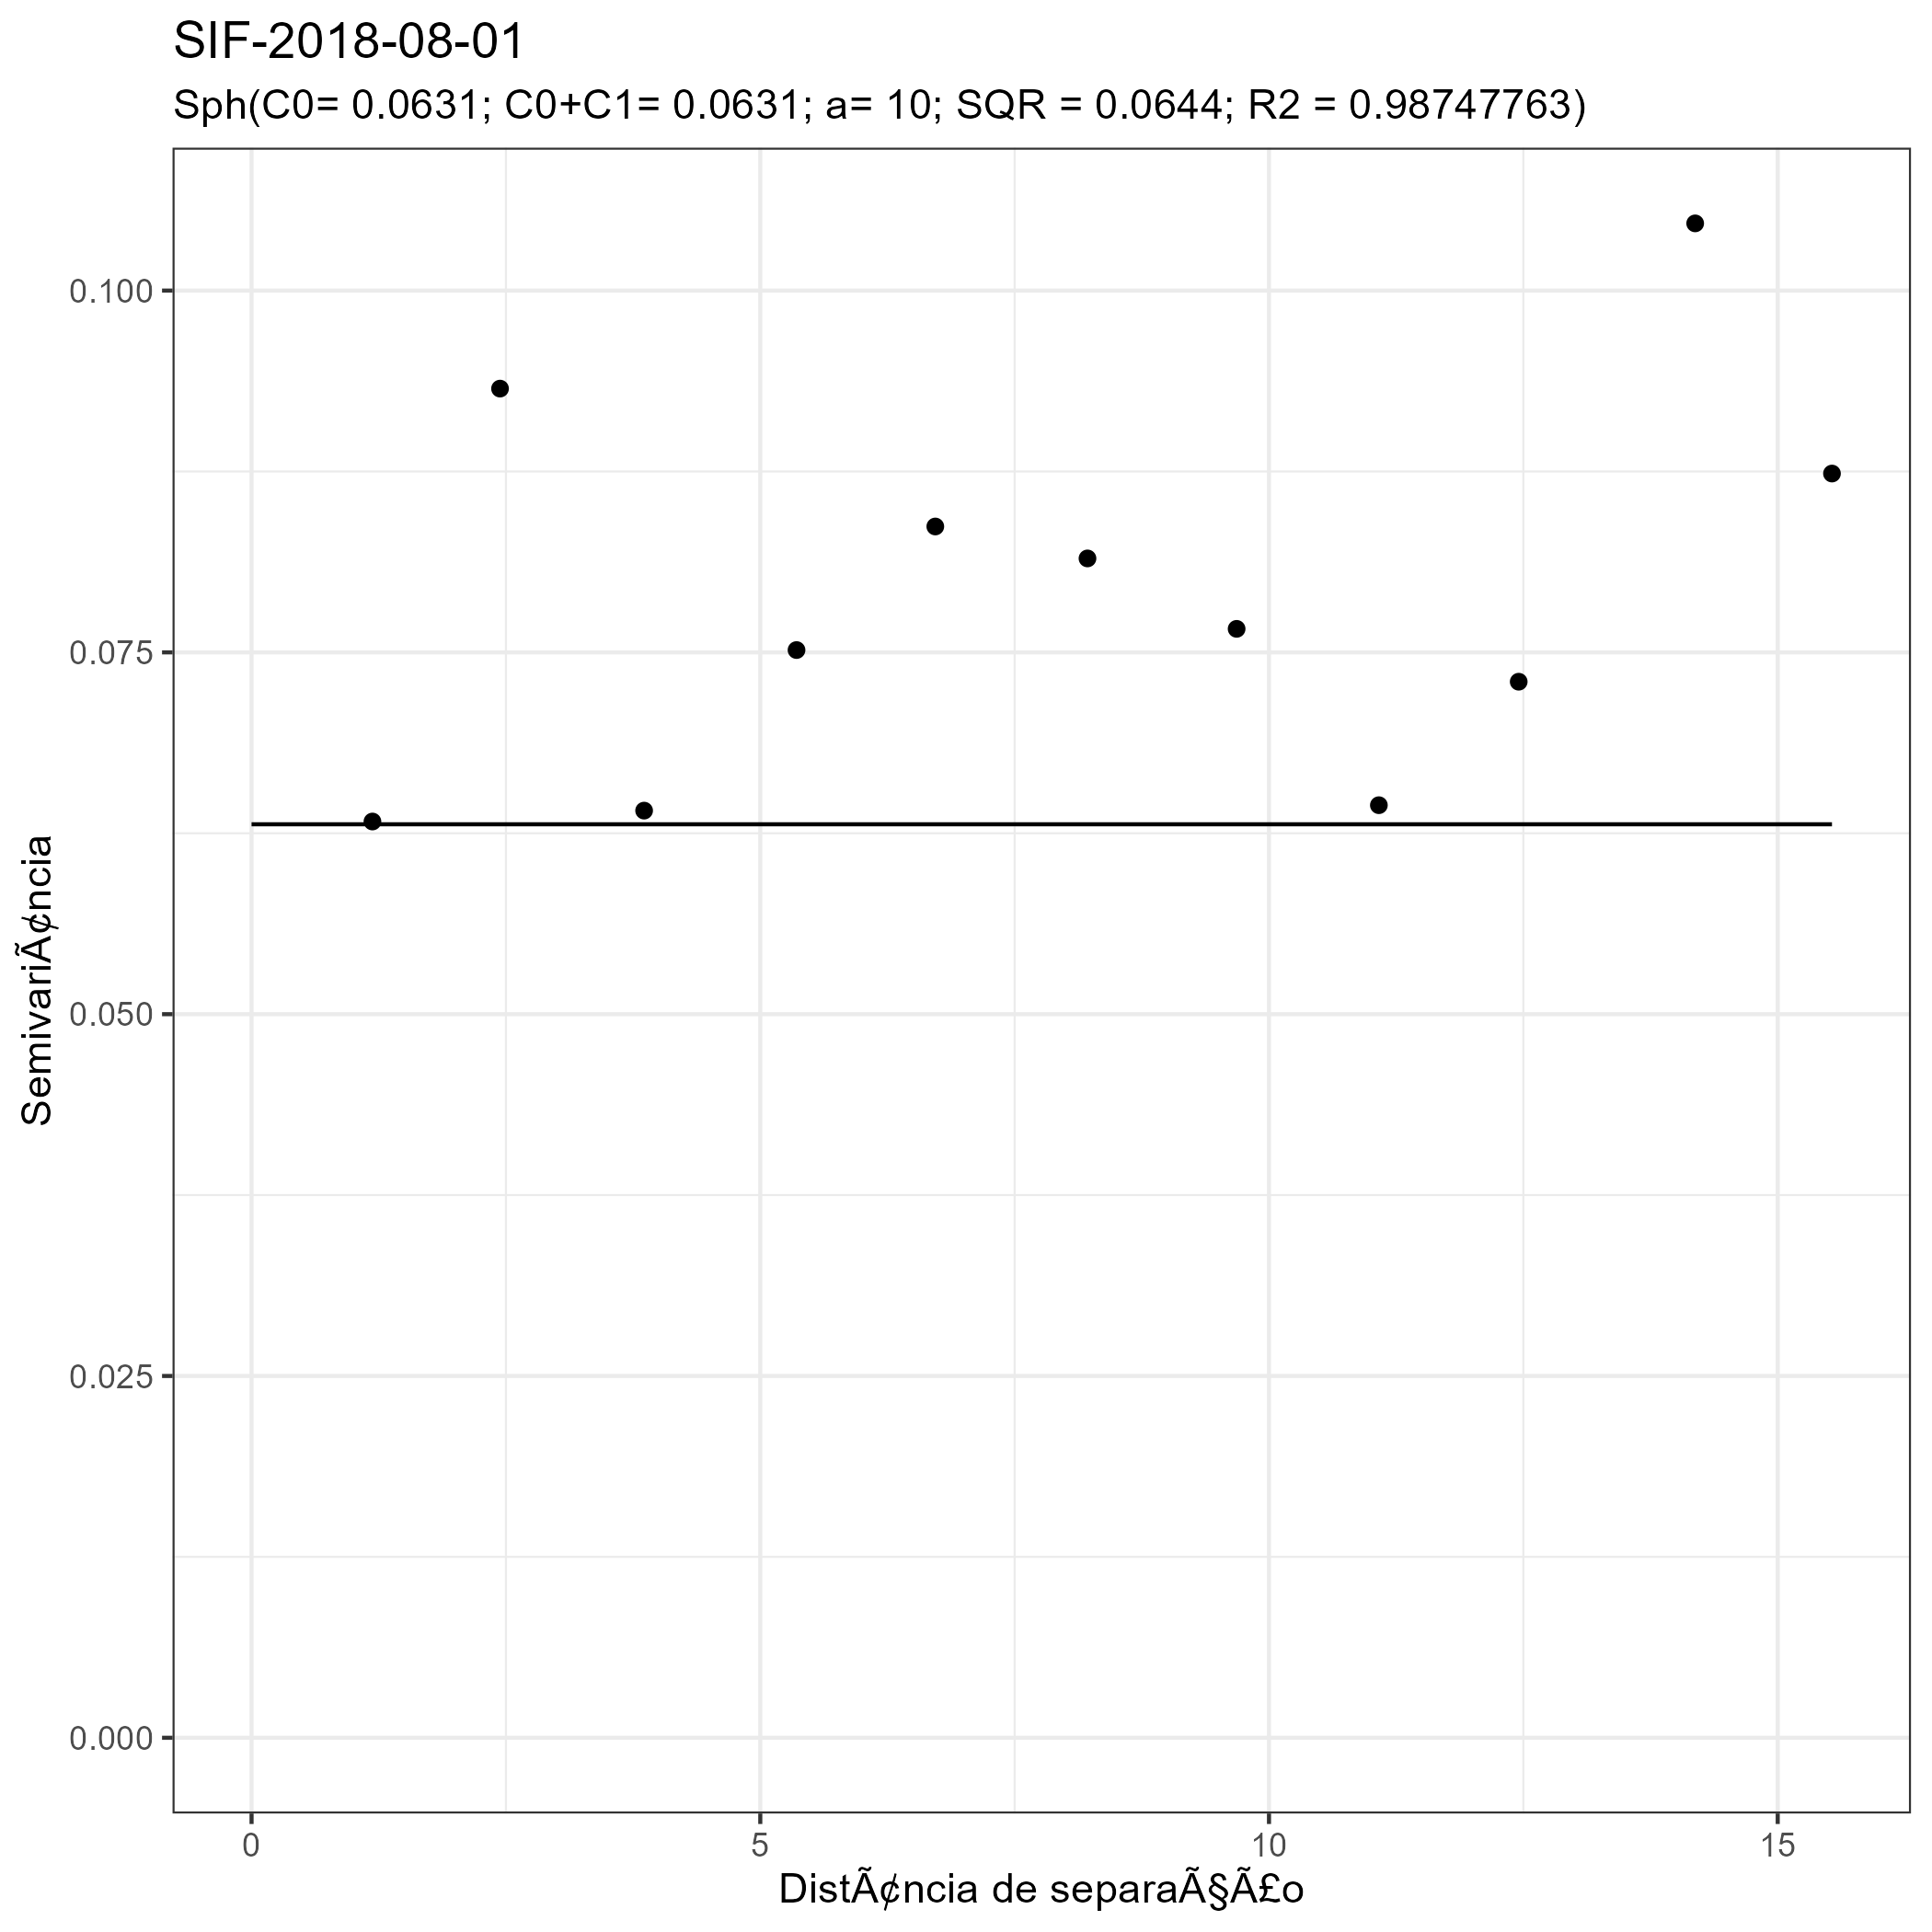 SIF-2018-08-01
Sph(C0= 0.0631; C0+C1= 0.0631; a= 10; SQR = 0.0644; R2 = 0.98747763)
0.100
0.075
0.050
0.025
0.000
SemivariÃ¢ncia
0 5 10 15
DistÃ¢ncia de separaÃ§Ã£o